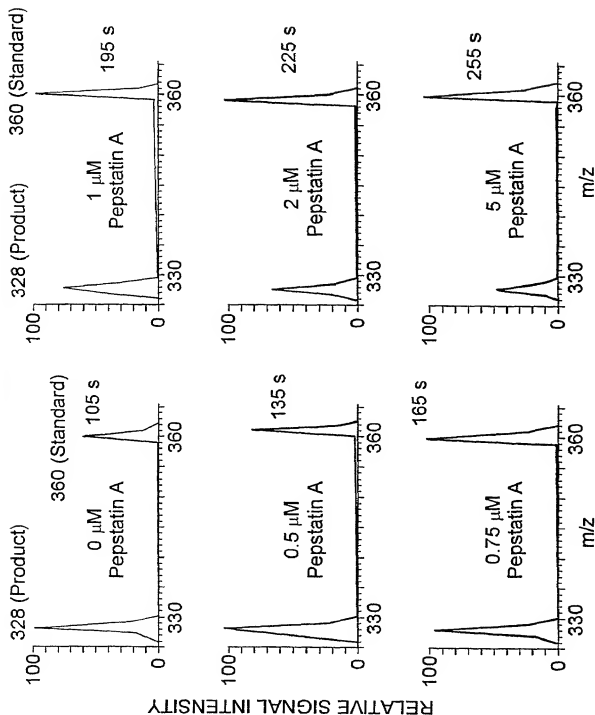 328 (Product)
360 (Standard)
100
0
330
360
0 µM
Pepstatin A
105 s
328 (Product)
360 (Standard)
100
0
330
360
1 µM
Pepstatin A
195 s
RELATIVE SIGNAL INTENSITY
100
0
330
360
0.5 µM
Pepstatin A
135 s
100
0
330
360
2 µM
Pepstatin A
225 s
100
0
330
360
0.75 µM
Pepstatin A
165 s
m/z
100
0
330
360
5 µM
Pepstatin A
255 s
m/z